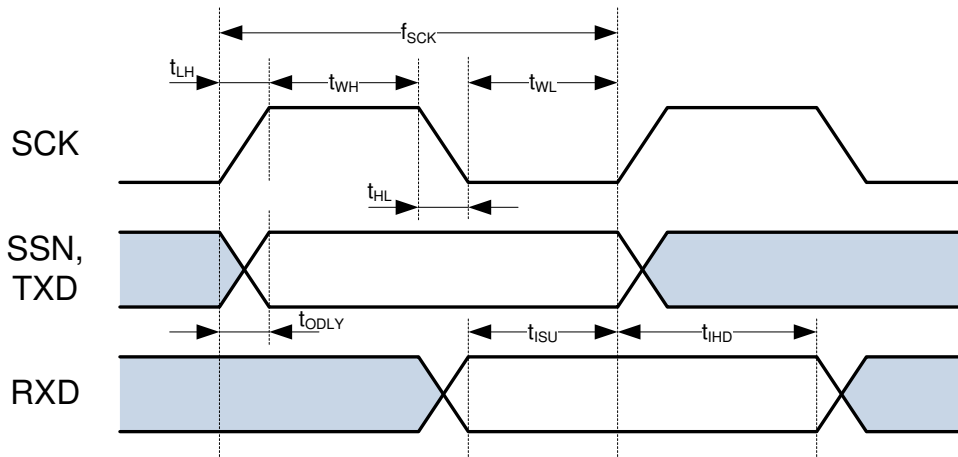 fSCK
tLH
tWH
tWL
SCK
tHL
SSN,
TXD
tODLY
tISU
tIHD
RXD